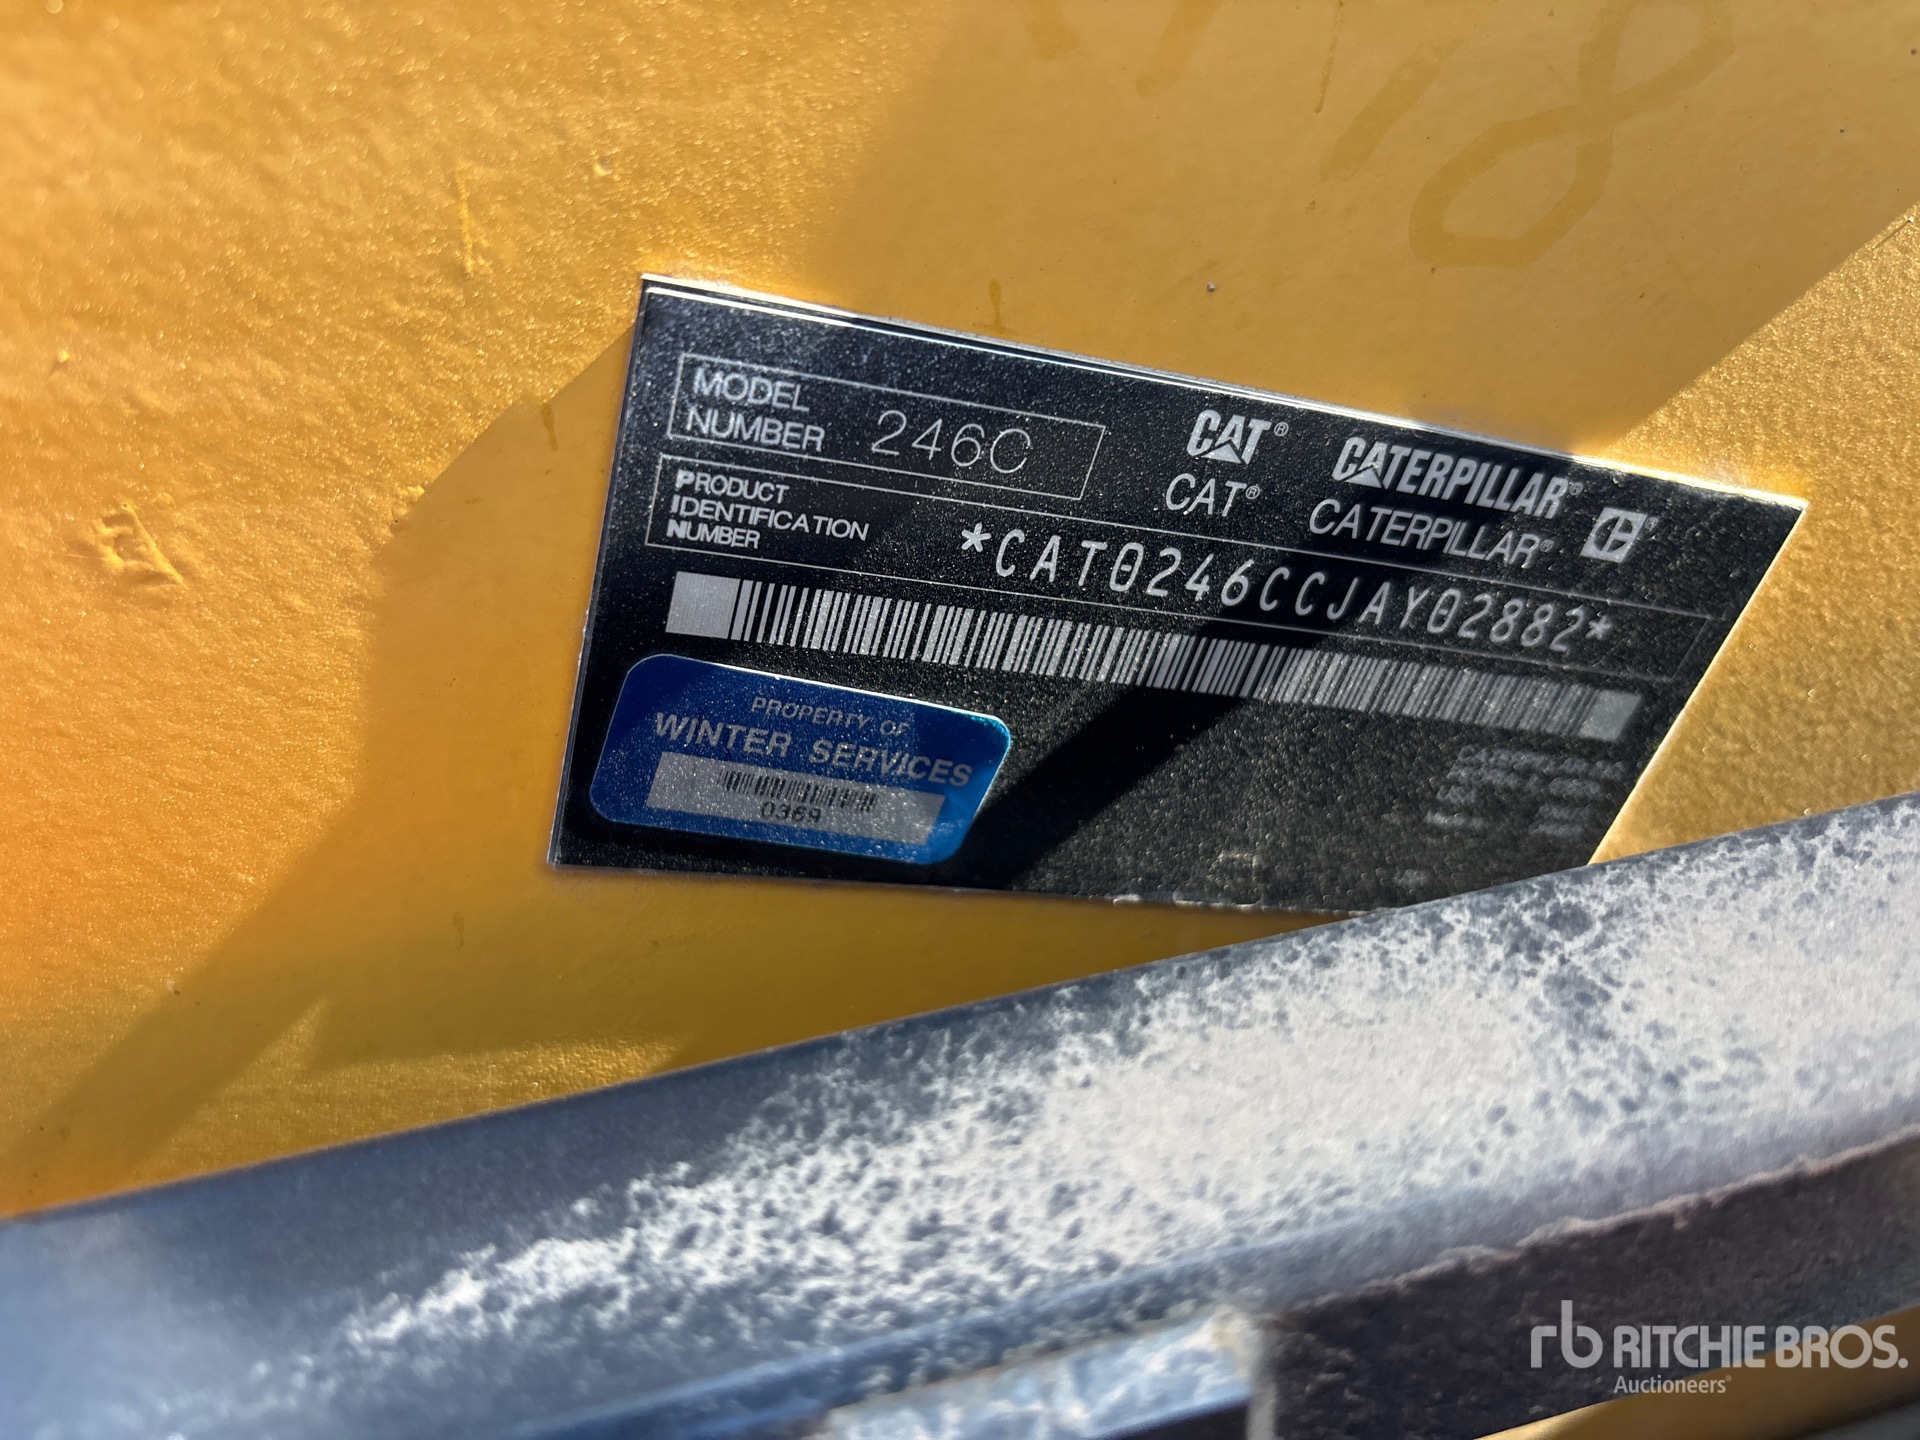 MODEL
NUMBER 246C
CAT®
CAT®
CATERPILLAR®
CATERPILLAR®
PRODUCT
IDENTIFICATION
NUMBER
*CAT0246CCJAY02882*
PROPERTY OF
WINTER SERVICES
0369
rb RITCHIE BROS.
Auctioneers®